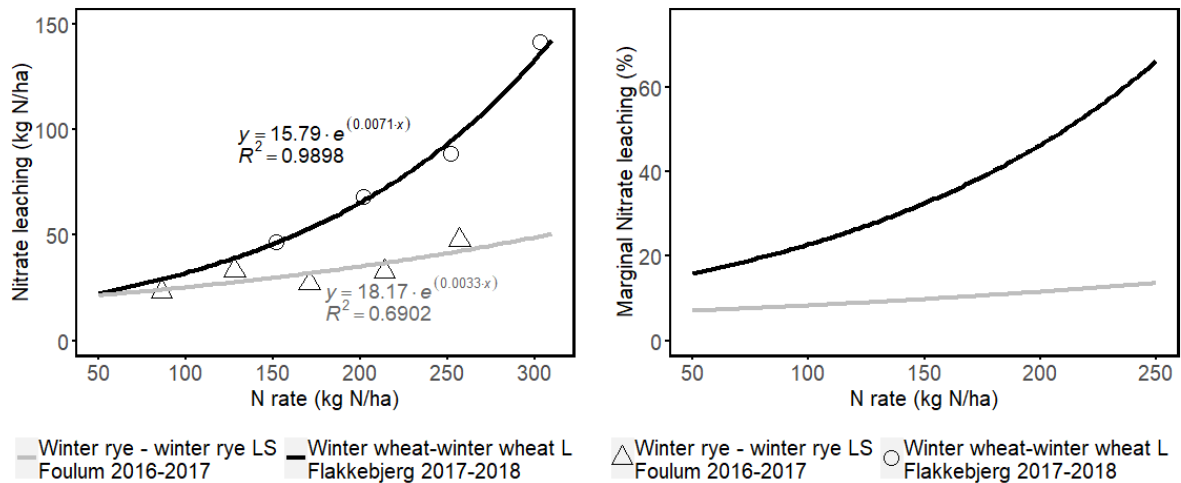 Nitrate leaching (kg N/ha)
150
100
50
0
y = 15.79 · e^(0.0071·x)
R² = 0.9898
y = 18.17 · e^(0.0033·x)
R² = 0.6902
50 100 150 200 250 300
N rate (kg N/ha)
Marginal Nitrate leaching (%)
60
40
20
0
50 100 150 200 250
N rate (kg N/ha)
Winter rye - winter rye LS
Foulum 2016-2017
Winter wheat-winter wheat L
Flakkebjerg 2017-2018
Winter rye - winter rye LS
Foulum 2016-2017
Winter wheat-winter wheat L
Flakkebjerg 2017-2018